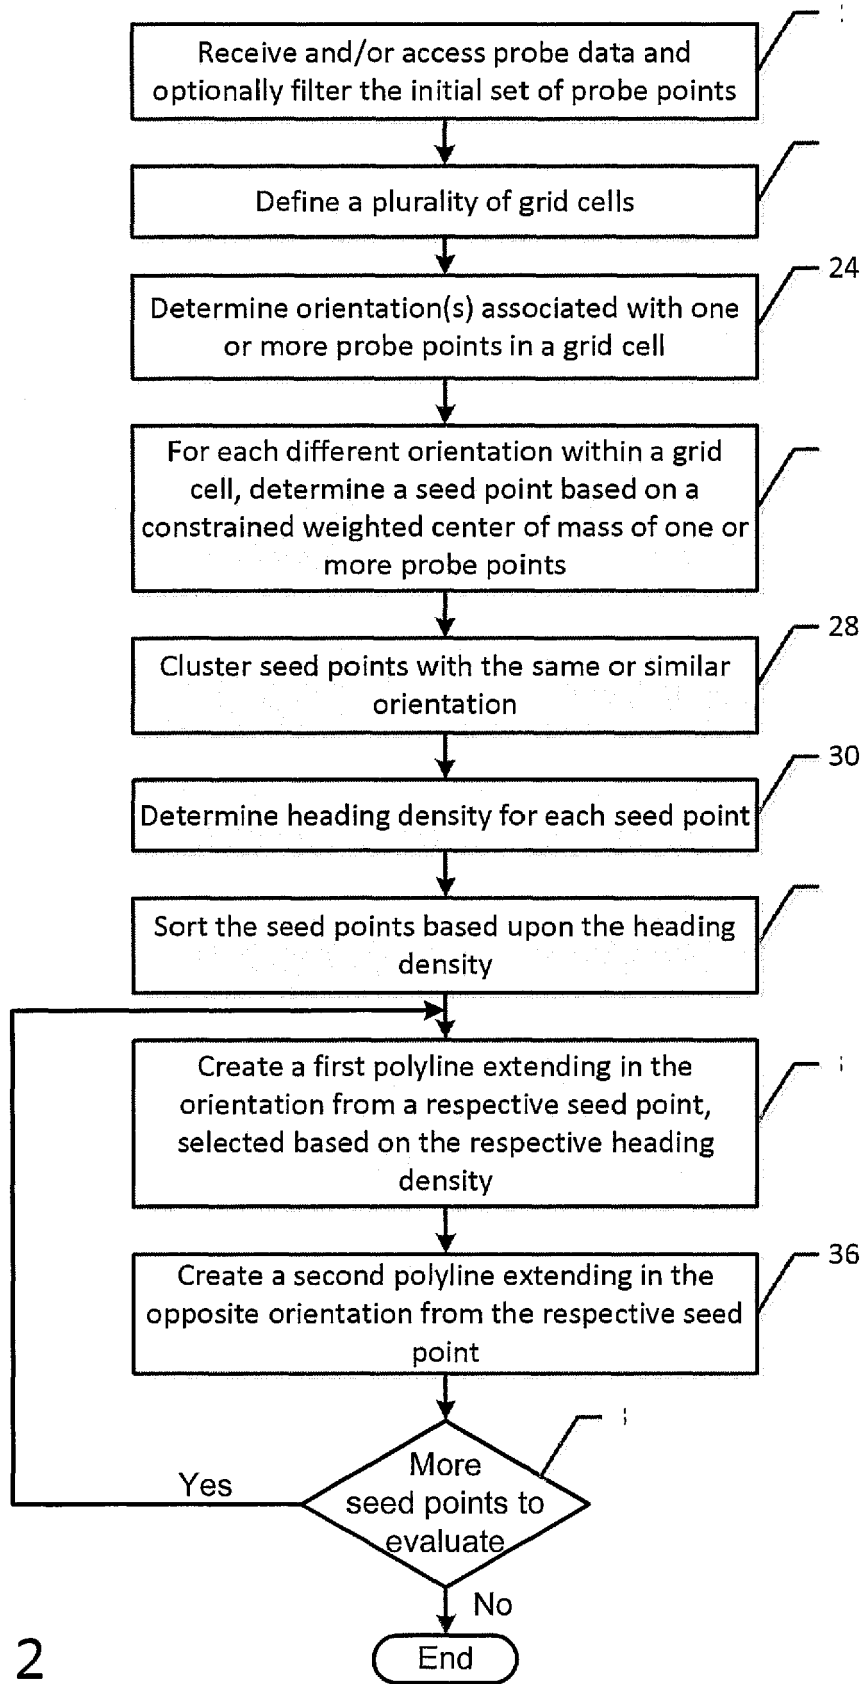 Receive and/or access probe data and
optionally filter the initial set of probe points
Define a plurality of grid cells
24
Determine orientation(s) associated with one
or more probe points in a grid cell
For each different orientation within a grid
cell, determine a seed point based on a
constrained weighted center of mass of one or
more probe points
28
Cluster seed points with the same or similar
orientation
30
Determine heading density for each seed point
Sort the seed points based upon the heading
density
Create a first polyline extending in the
orientation from a respective seed point,
selected based on the respective heading
density
36
Create a second polyline extending in the
opposite orientation from the respective seed
point
More
seed points to
evaluate
Yes
No
End
2